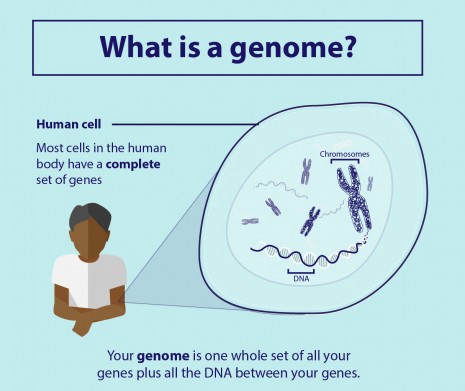 What is a genome?
Human cell
Most cells in the human
body have a complete
set of genes
Chromosomes
DNA
Your genome is one whole set of all your
genes plus all the DNA between your genes.